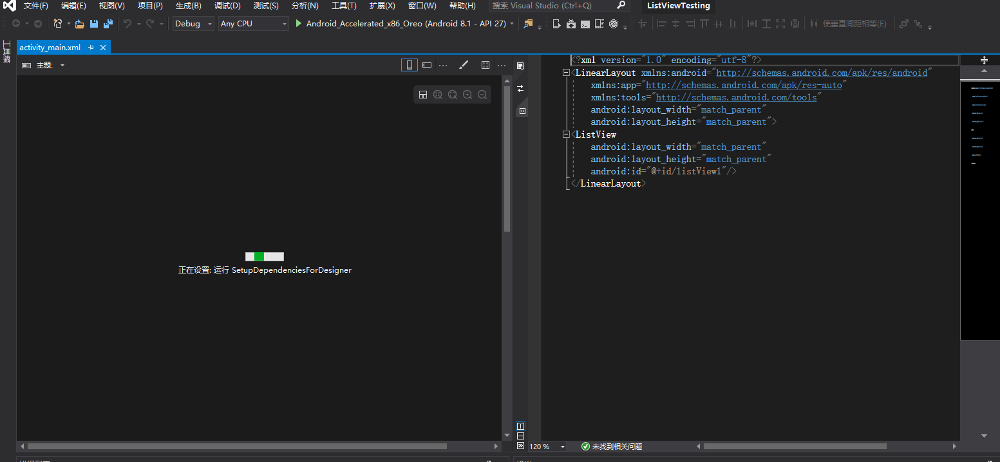 文件(F) 编辑(E) 视图(V) 项目(P) 生成(B) 调试(D) 测试(S) 分析(N) 工具(T) 扩展(X) 窗口(W) 帮助(H) 搜索 Visual Studio (Ctrl+Q) ListViewTesting
Debug Any CPU Android_Accelerated_x86_Oreo (Android 8.1 - API 27) 使垂直间距相等(E)
工具箱
activity_main.xml
主题:
正在设置: 运行 SetupDependenciesForDesigner
<?xml version="1.0" encoding="utf-8"?>
<LinearLayout xmlns:android="http://schemas.android.com/apk/res/android"
xmlns:app="http://schemas.android.com/apk/res-auto"
xmlns:tools="http://schemas.android.com/tools"
android:layout_width="match_parent"
android:layout_height="match_parent">
<ListView
android:layout_width="match_parent"
android:layout_height="match_parent"
android:id="@+id/listView1"/>
</LinearLayout>
120 % 未找到相关问题